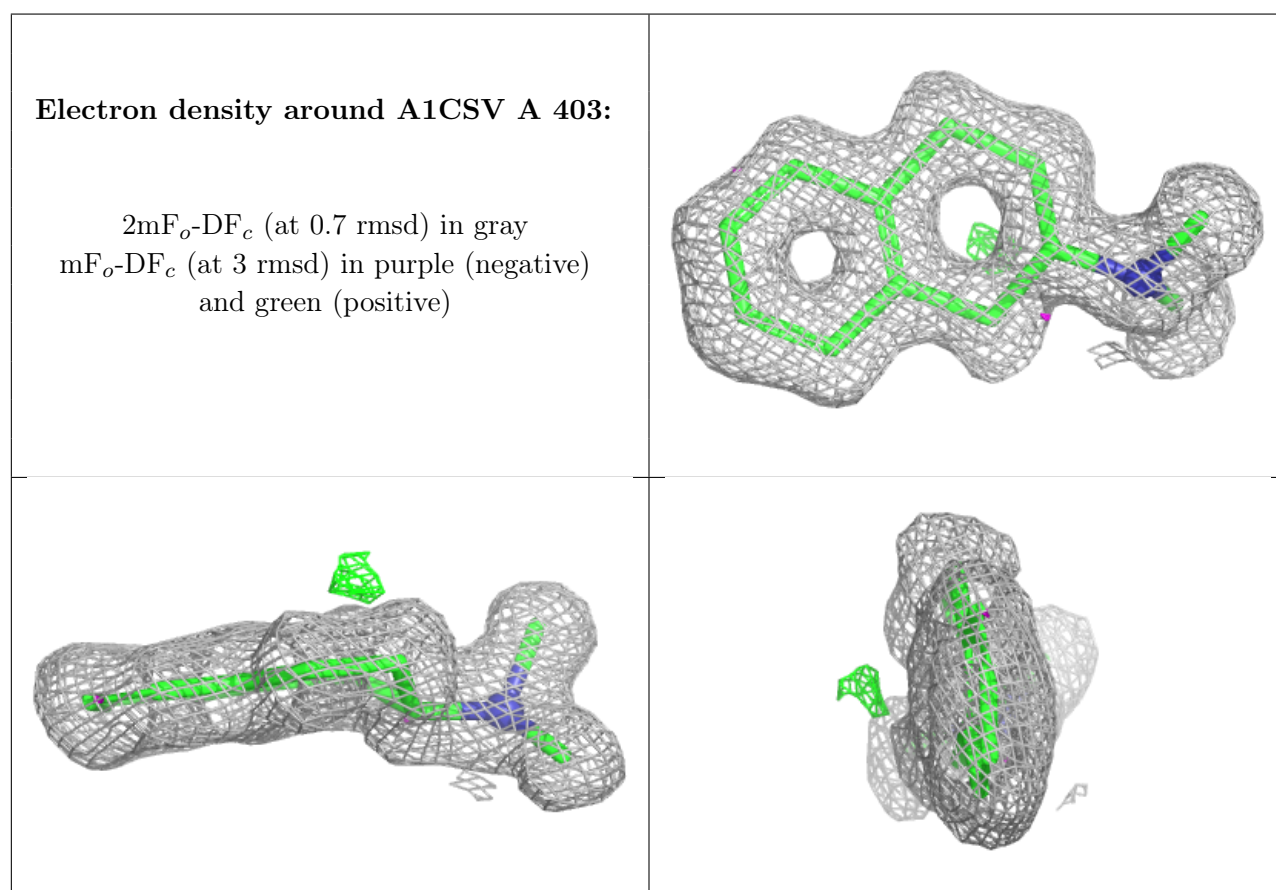 Electron density around A1CSV A 403:
2mFo-DFc (at 0.7 rmsd) in gray
mFo-DFc (at 3 rmsd) in purple (negative)
and green (positive)